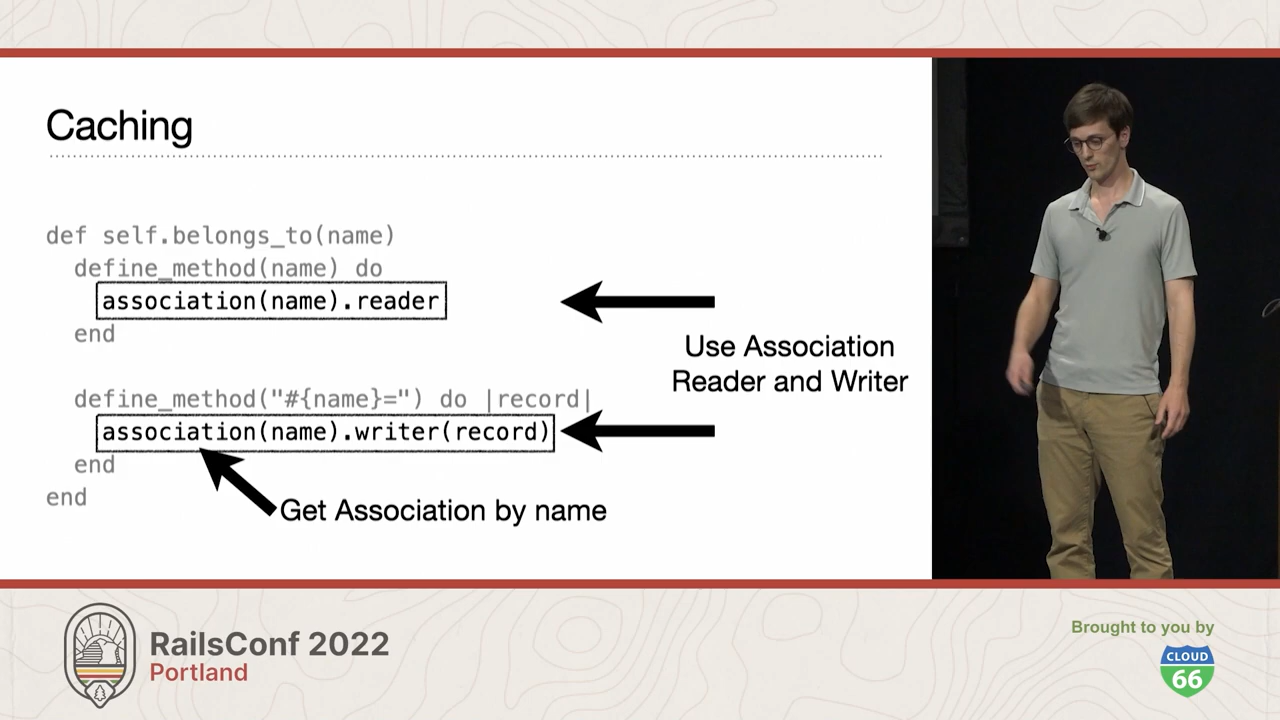 Caching
def self.belongs_to(name)
define_method(name) do
association(name).reader
end
Use Association
Reader and Writer
define_method("#{name}=") do |record|
association(name).writer(record)
end
end
Get Association by name
RailsConf 2022
Portland
Brought to you by
CLOUD
66